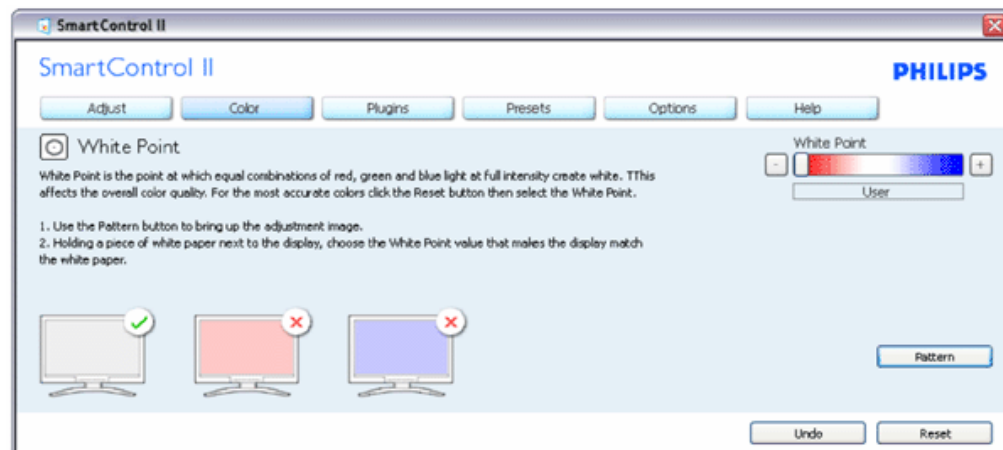 SmartControl II
SmartControl II
PHILIPS
Adjust Color Plugins Presets Options Help
White Point
White Point is the point at which equal combinations of red, green and blue light at full intensity create white. TThis
affects the overall color quality. For the most accurate colors click the Reset button then select the White Point.
1. Use the Pattern button to bring up the adjustment image.
2. Holding a piece of white paper next to the display, choose the White Point value that makes the display match
the white paper.
White Point
- +
User
Pattern
Undo Reset